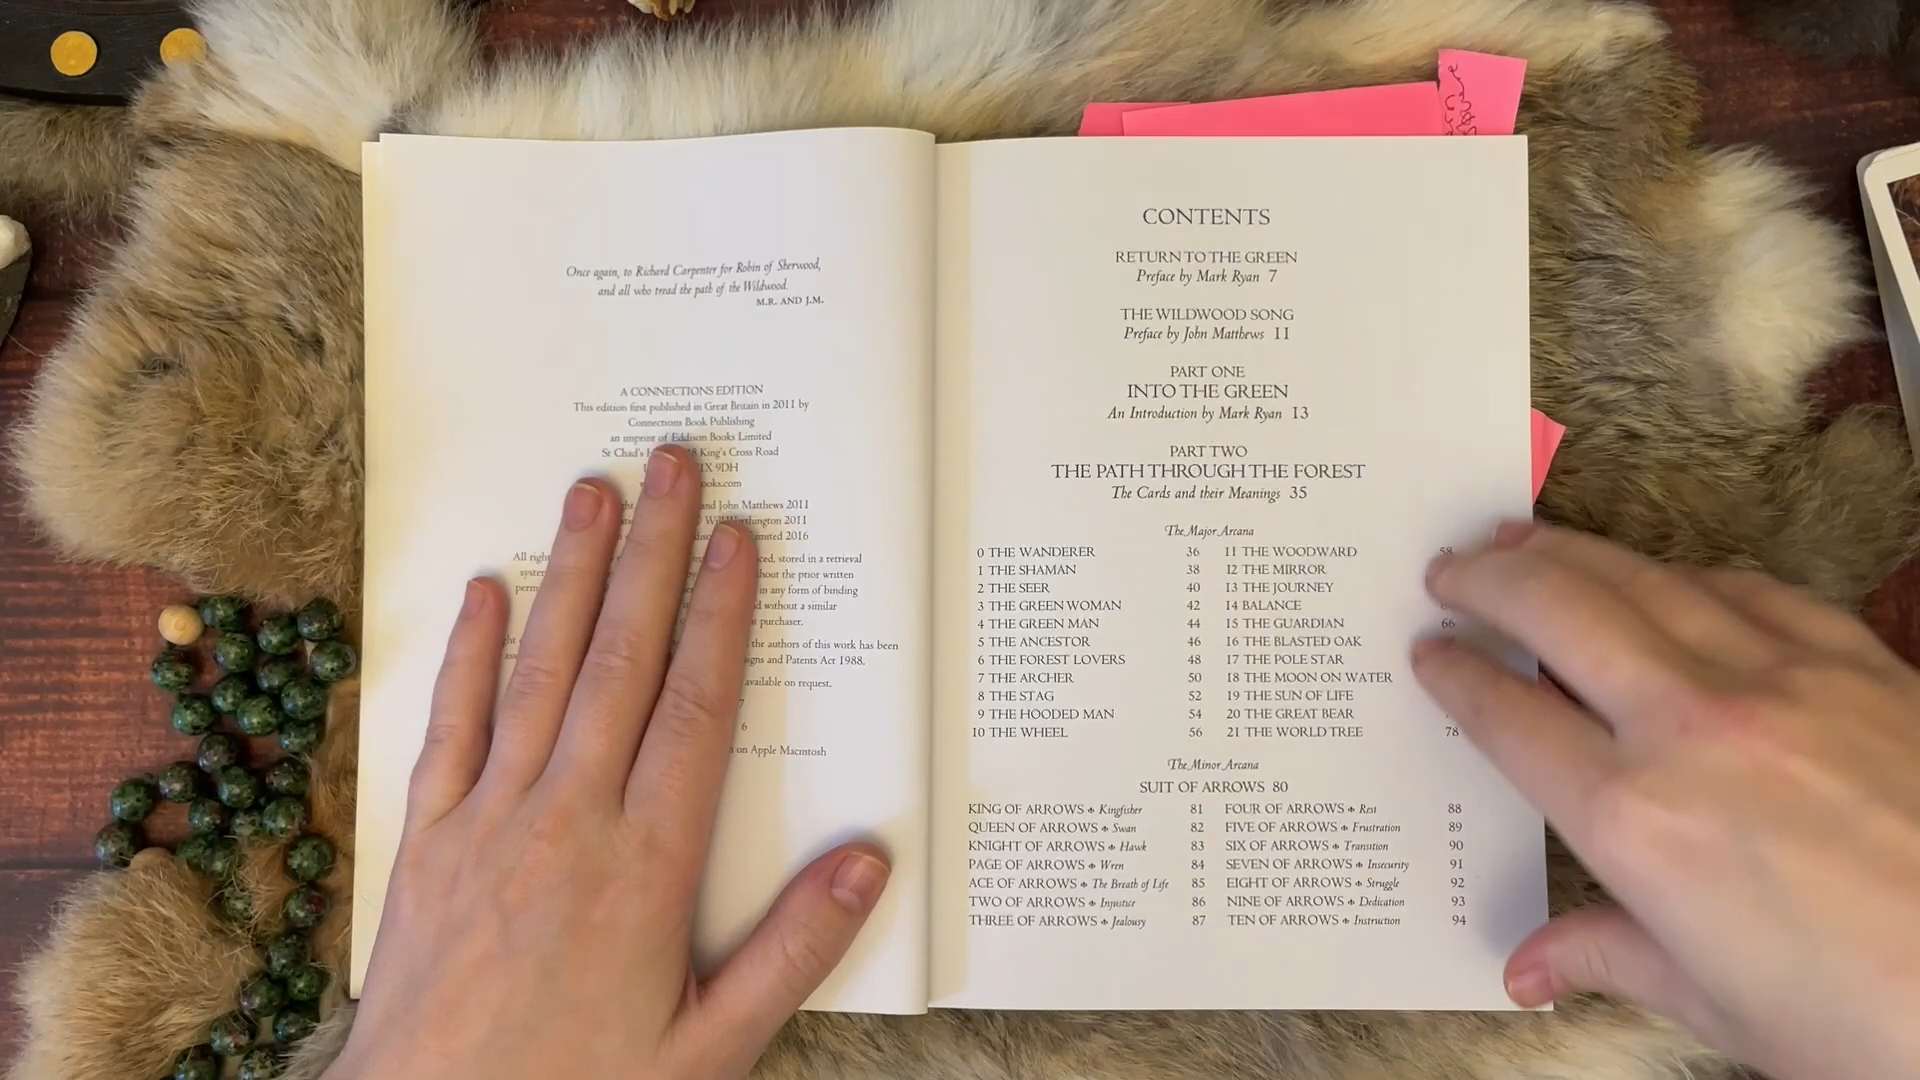 Once again, to Richard Carpenter for Robin of Sherwood,
and all who tread the path of the Wildwood.
M.R. AND J.M.
A CONNECTIONS EDITION
This edition first published in Great Britain in 2011 by
Connections Book Publishing
an imprint of Eddison Books Limited
St Chad's King's Cross Road
9DH
and John Matthews 2011
2011
Limited 2016
All stored in a retrieval
the prior written
in any form of binding
and without a similar
purchaser.
the authors of this work has been
and Patents Act 1988.
available on request.
7
6
on Apple Macintosh
CONTENTS
RETURN TO THE GREEN
Preface by Mark Ryan 7
THE WILDWOOD SONG
Preface by John Matthews 11
PART ONE
INTO THE GREEN
An Introduction by Mark Ryan 13
PART TWO
THE PATH THROUGH THE FOREST
The Cards and their Meanings 35
The Major Arcana
0 THE WANDERER 36
1 THE SHAMAN 38
2 THE SEER 40
3 THE GREEN WOMAN 42
4 THE GREEN MAN 44
5 THE ANCESTOR 46
6 THE FOREST LOVERS 48
7 THE ARCHER 50
8 THE STAG 52
9 THE HOODED MAN 54
10 THE WHEEL 56
11 THE WOODWARD 58
12 THE MIRROR
13 THE JOURNEY
14 BALANCE
15 THE GUARDIAN 66
16 THE BLASTED OAK
17 THE POLE STAR
18 THE MOON ON WATER
19 THE SUN OF LIFE
20 THE GREAT BEAR
21 THE WORLD TREE 78
The Minor Arcana
SUIT OF ARROWS 80
KING OF ARROWS ✦ Kingfisher 81
QUEEN OF ARROWS ✦ Swan 82
KNIGHT OF ARROWS ✦ Hawk 83
PAGE OF ARROWS ✦ Wren 84
ACE OF ARROWS ✦ The Breath of Life 85
TWO OF ARROWS ✦ Injustice 86
THREE OF ARROWS ✦ Jealousy 87
FOUR OF ARROWS ✦ Rest 88
FIVE OF ARROWS ✦ Frustration 89
SIX OF ARROWS ✦ Transition 90
SEVEN OF ARROWS ✦ Insecurity 91
EIGHT OF ARROWS ✦ Struggle 92
NINE OF ARROWS ✦ Dedication 93
TEN OF ARROWS ✦ Instruction 94